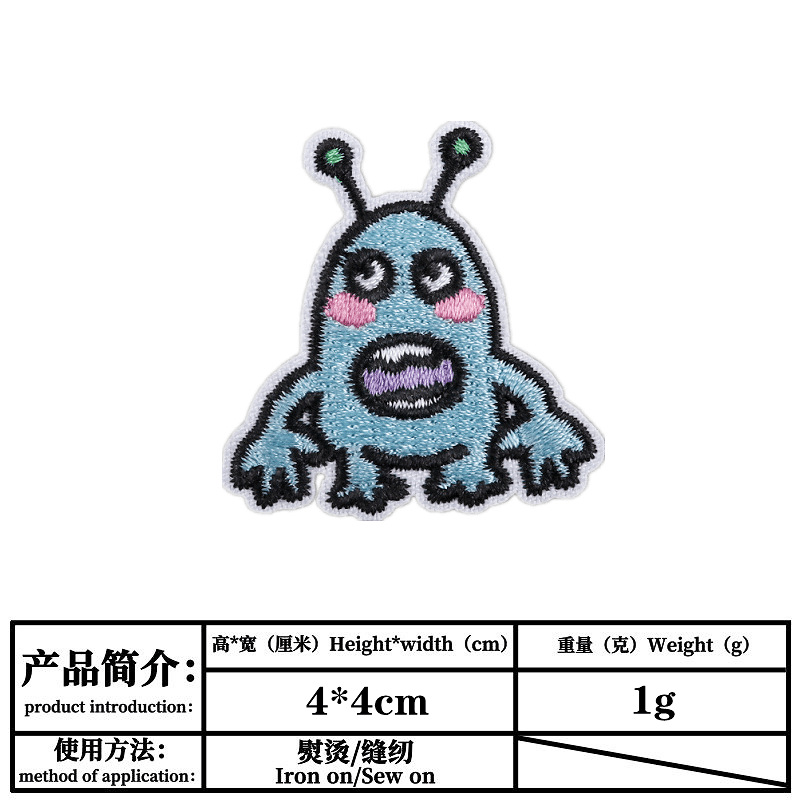 产品简介：
product introduction:
高*宽（厘米）Height*width（cm）
重量（克）Weight（g）
4*4cm
1g
使用方法：
method of application:
熨烫/缝纫
Iron on/Sew on